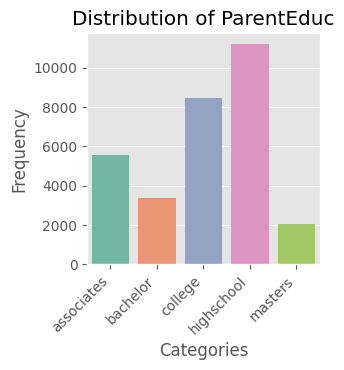 Distribution of ParentEduc
Frequency
10000
8000
6000
4000
2000
0
associates
bachelor
college
highschool
masters
Categories